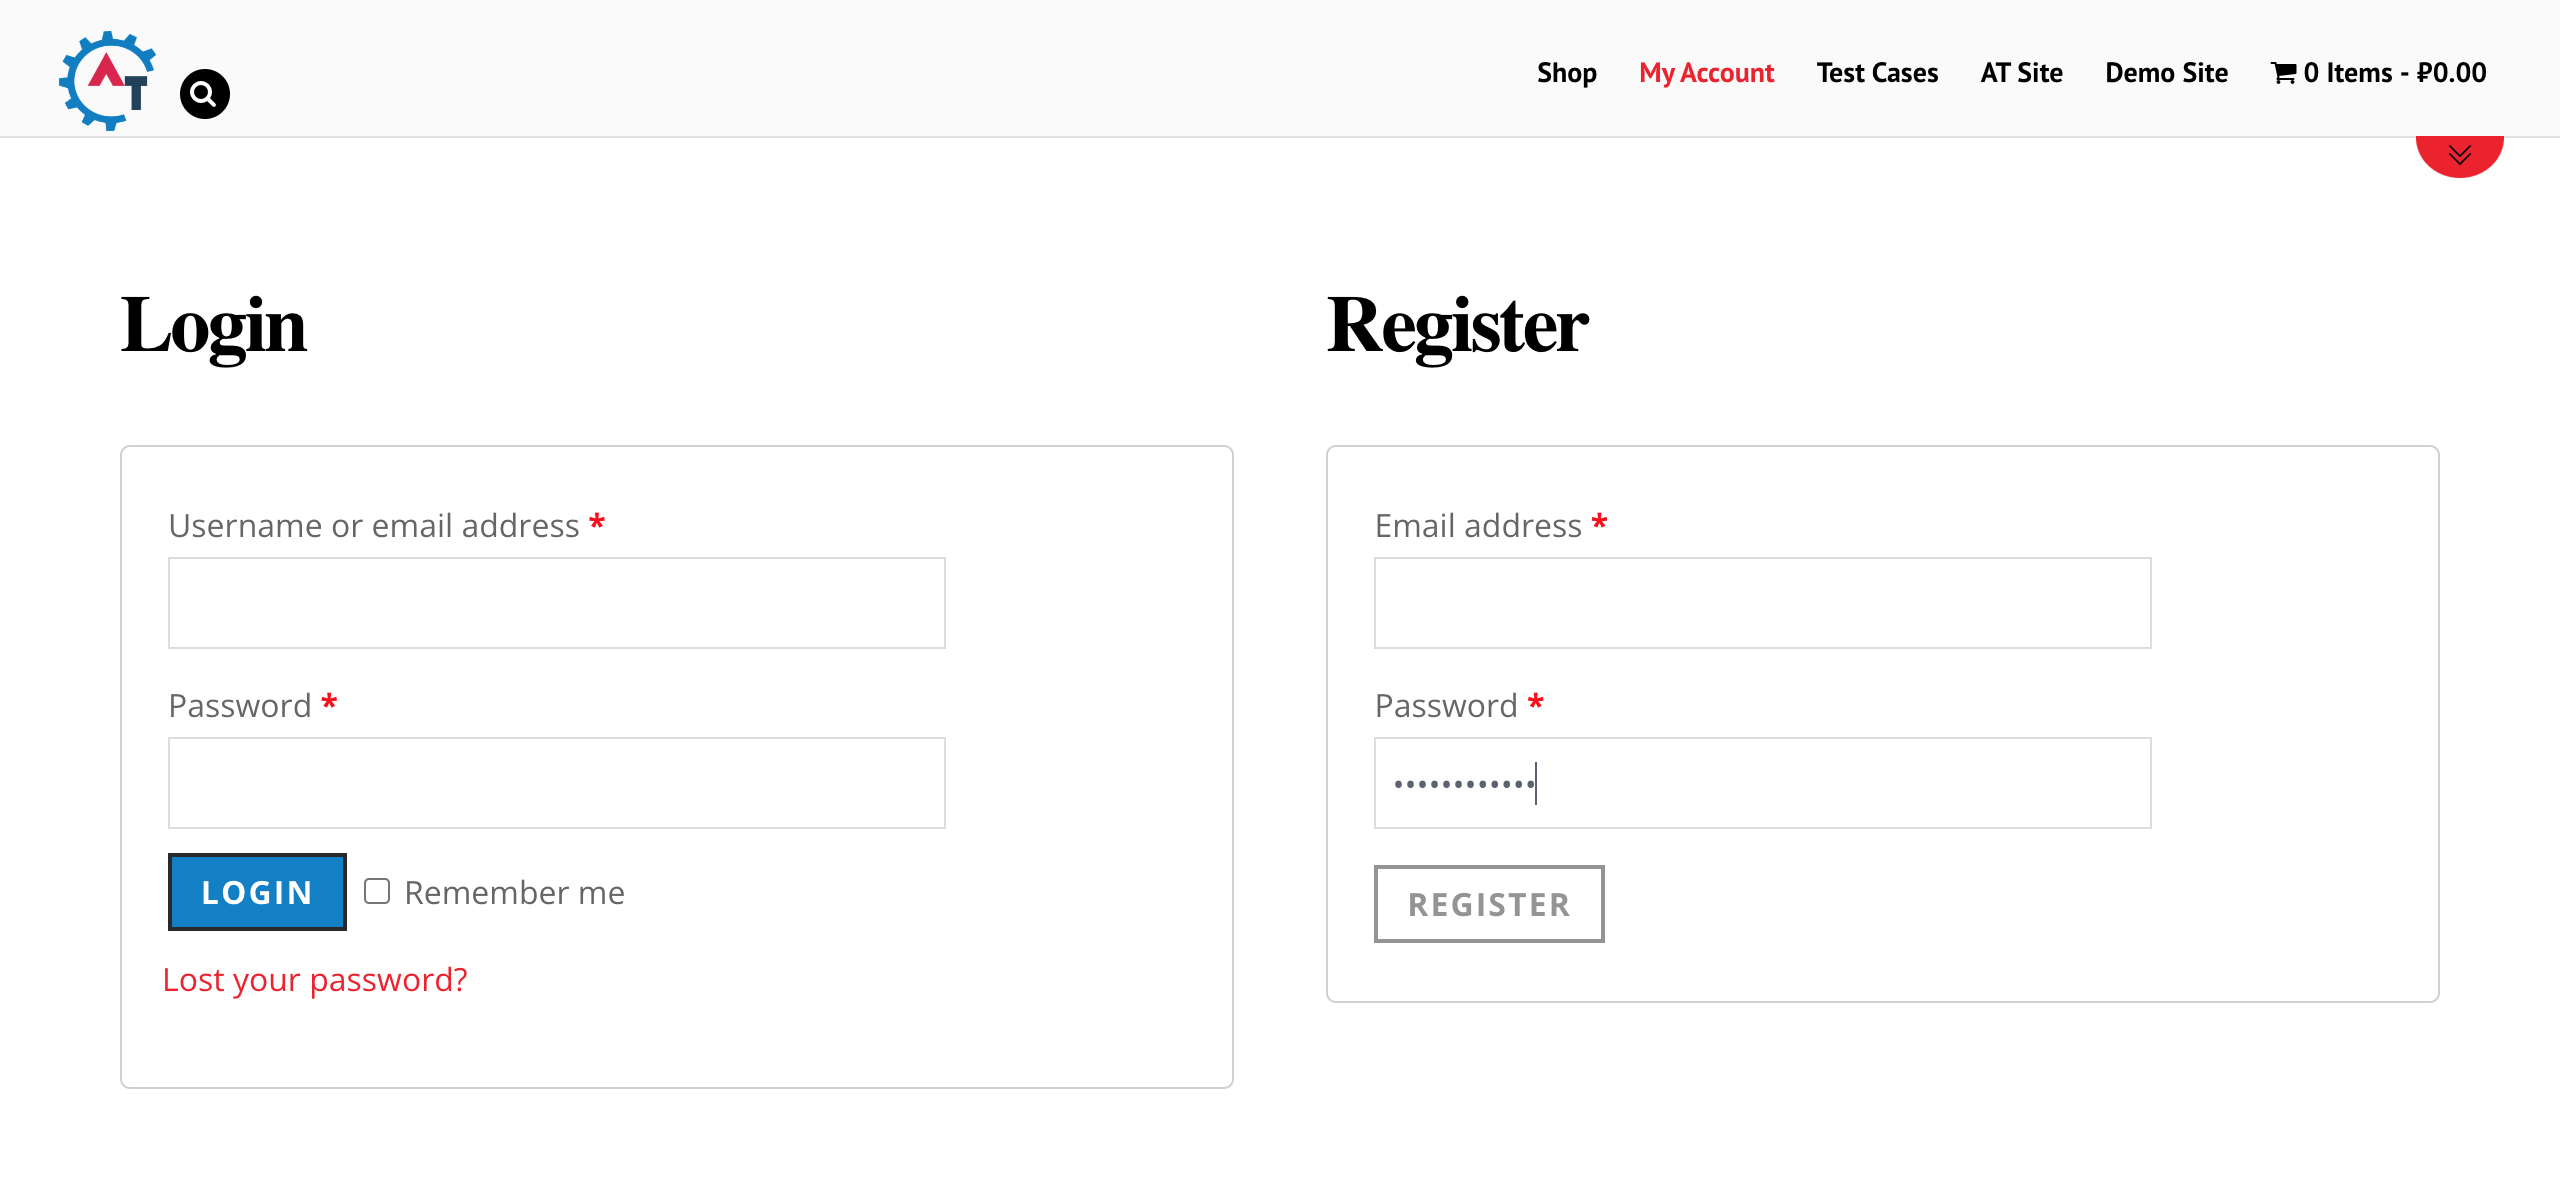 AT
Shop My Account Test Cases AT Site Demo Site 0 Items - ₽0.00
Login
Username or email address *
Password *
LOGIN Remember me
Lost your password?
Register
Email address *
Password *
••••••••••••
REGISTER